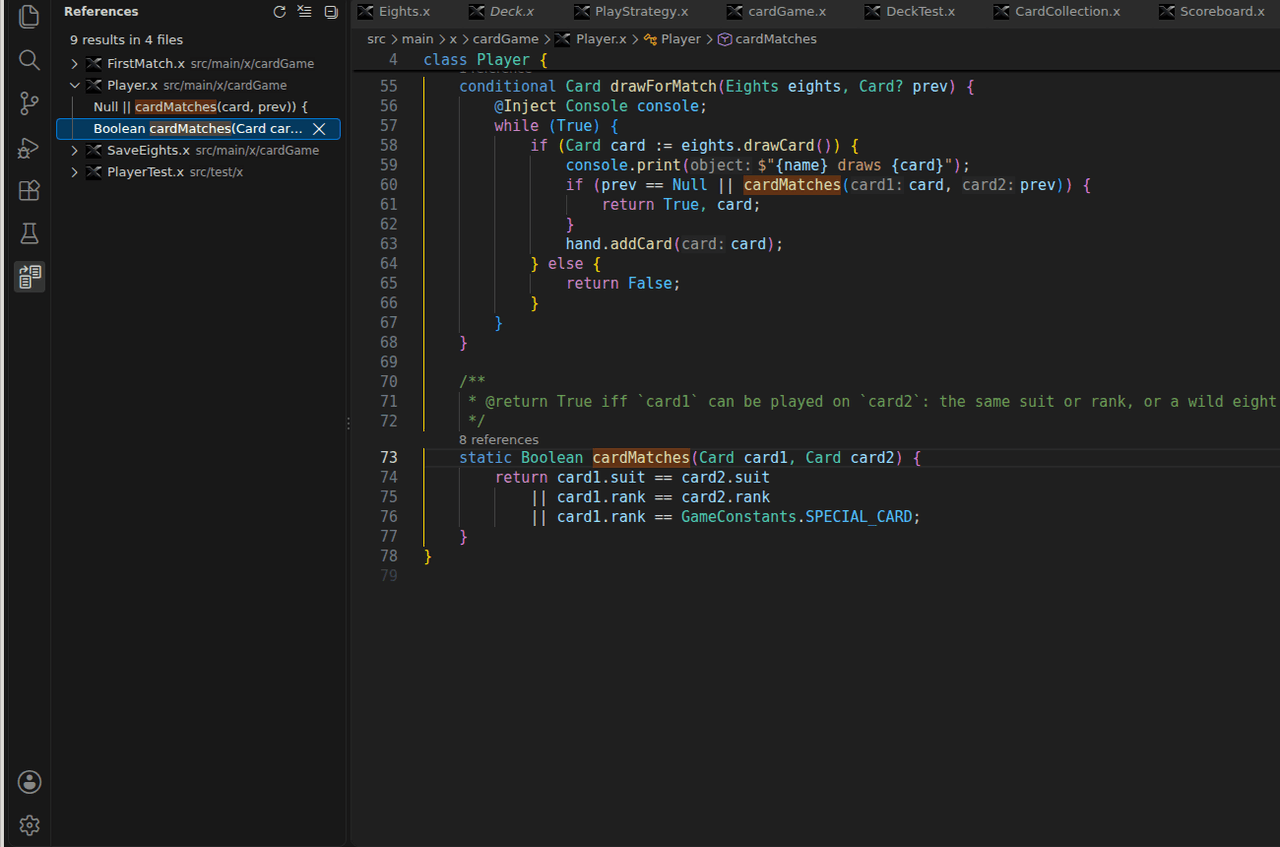 References
9 results in 4 files
FirstMatch.x src/main/x/cardGame
Player.x src/main/x/cardGame
Null || cardMatches(card, prev)) {
Boolean cardMatches(Card car...
SaveEights.x src/main/x/cardGame
PlayerTest.x src/test/x
Eights.x Deck.x PlayStrategy.x cardGame.x DeckTest.x CardCollection.x Scoreboard.x
src > main > x > cardGame > Player.x > Player > cardMatches
4 class Player {
55 conditional Card drawForMatch(Eights eights, Card? prev) {
56 @Inject Console console;
57 while (True) {
58 if (Card card := eights.drawCard()) {
59 console.print(object: $"{name} draws {card}");
60 if (prev == Null || cardMatches(card1: card, card2: prev)) {
61 return True, card;
62 }
63 hand.addCard(card: card);
64 } else {
65 return False;
66 }
67 }
68 }
69
70 /**
71 * @return True iff `card1` can be played on `card2`: the same suit or rank, or a wild eight
72 */
8 references
73 static Boolean cardMatches(Card card1, Card card2) {
74 return card1.suit == card2.suit
75 || card1.rank == card2.rank
76 || card1.rank == GameConstants.SPECIAL_CARD;
77 }
78 }
79